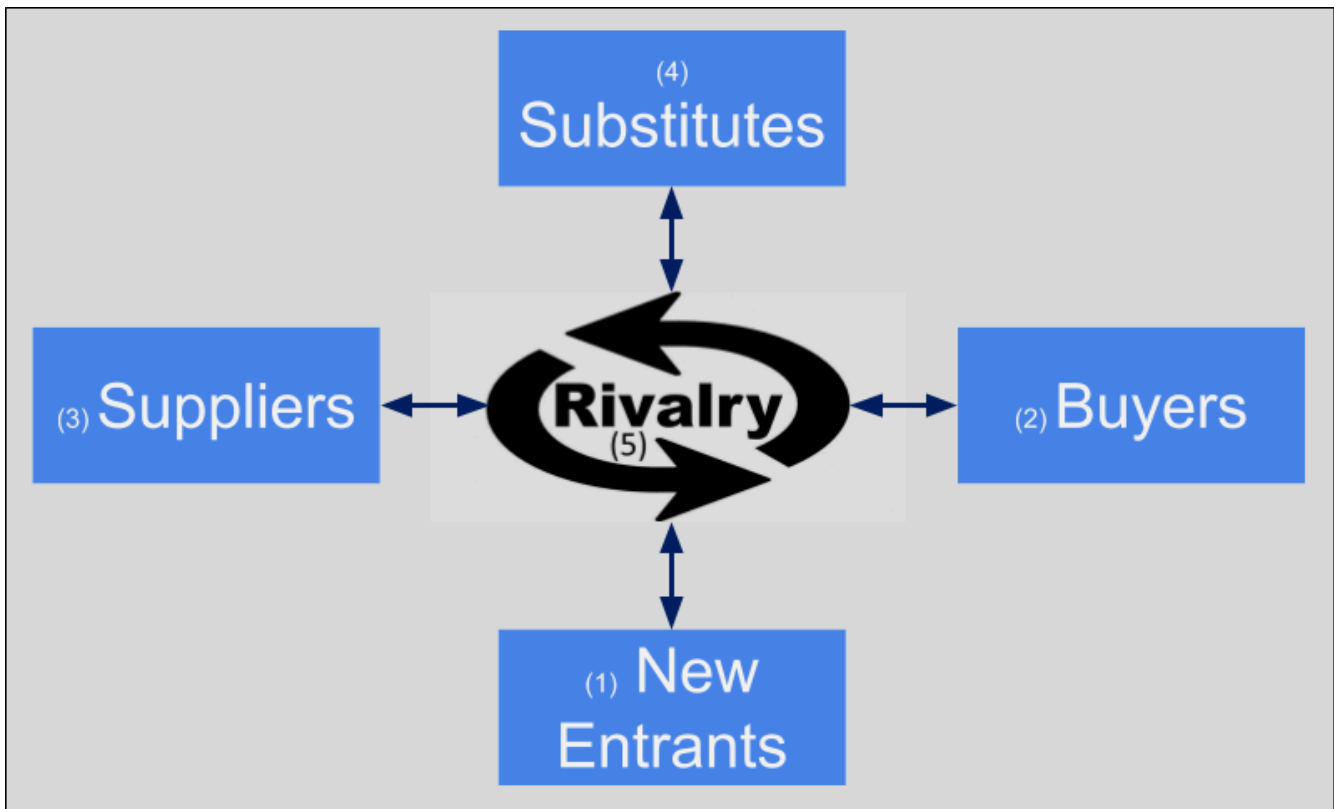 (4)
Substitutes
(3) Suppliers
Rivalry
(5)
(2) Buyers
(1) New
Entrants